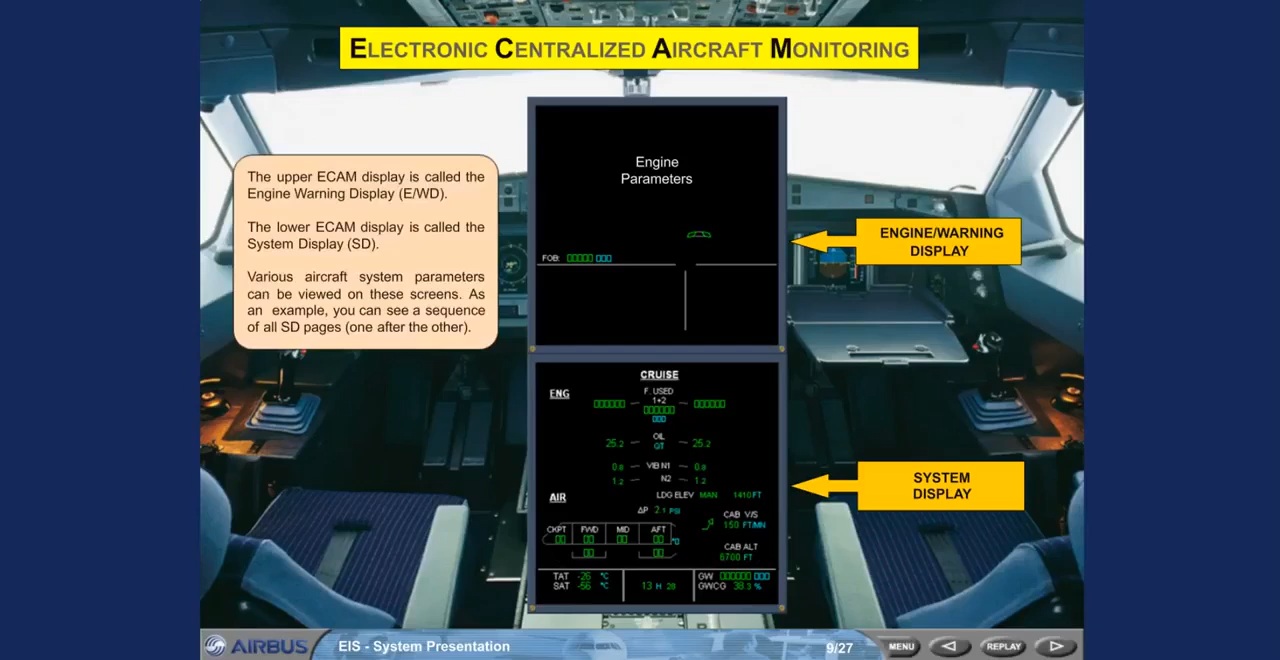 ELECTRONIC CENTRALIZED AIRCRAFT MONITORING
The upper ECAM display is called the
Engine Warning Display (E/WD).
The lower ECAM display is called the
System Display (SD).
Various aircraft system parameters
can be viewed on these screens. As
an example, you can see a sequence
of all SD pages (one after the other).
Engine
Parameters
FOB:
ENGINE/WARNING
DISPLAY
CRUISE
ENG
F. USED
1+2
OIL
25.2 QT 25.2
0.8 VIB N1 0.8
1.2 N2 1.2
AIR
LDG ELEV MAN 1410 FT
ΔP 2.1 PSI
CAB V/S
150 FT/MN
CKPT FWD MID AFT
°C
CAB ALT
6700 FT
TAT -26 °C
SAT -56 °C
13 H 28
GW
GWCG 38.3 %
SYSTEM
DISPLAY
AIRBUS
EIS - System Presentation
9/27
MENU
REPLAY